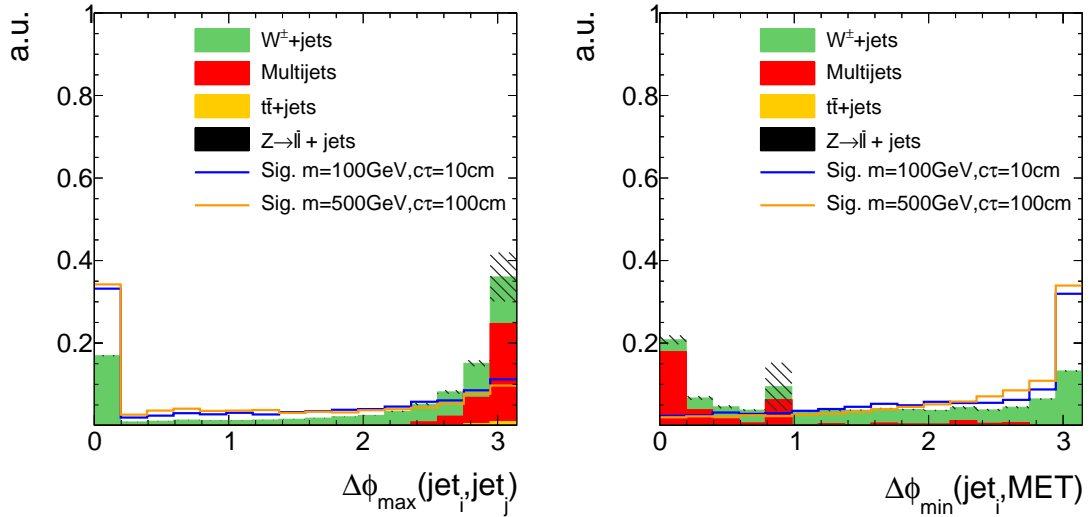 a.u.
1
0.8
0.6
0.4
0.2
0 1 2 3
W±+jets
Multijets
tt̄+jets
Z→ll̄ + jets
Sig. m=100GeV,cτ=10cm
Sig. m=500GeV,cτ=100cm
Δϕmax(jeti,jetj)
a.u.
1
0.8
0.6
0.4
0.2
0 1 2 3
W±+jets
Multijets
tt̄+jets
Z→ll̄ + jets
Sig. m=100GeV,cτ=10cm
Sig. m=500GeV,cτ=100cm
Δϕmin(jeti,MET)